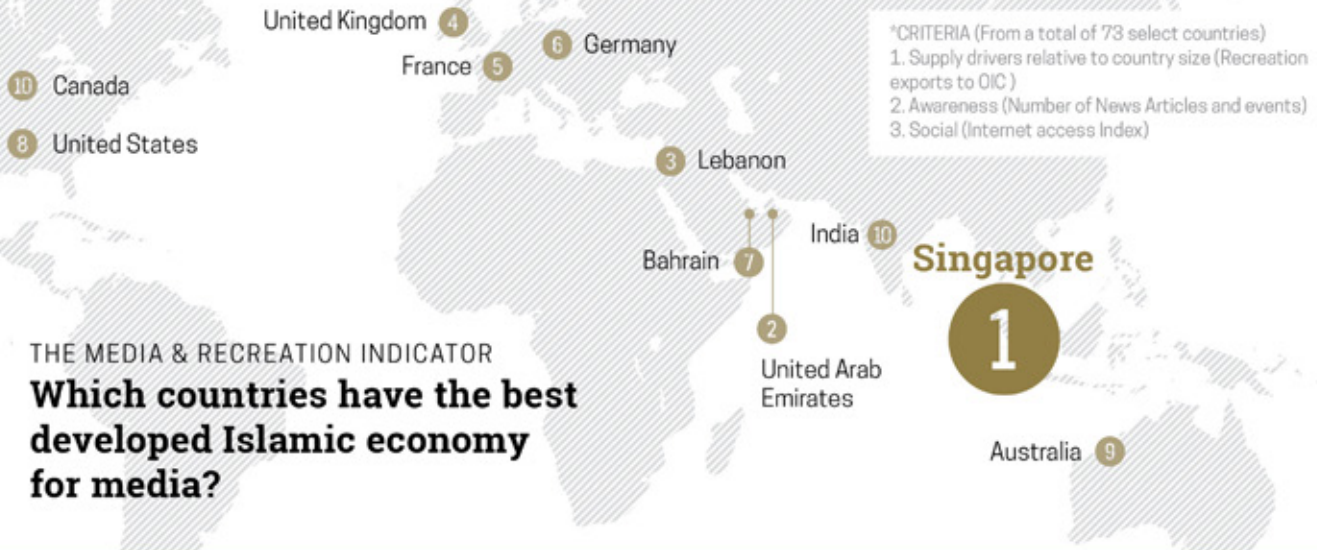 United Kingdom 4
6 Germany
France 5
10 Canada
8 United States
*CRITERIA (From a total of 73 select countries)
1. Supply drivers relative to country size (Recreation
exports to OIC )
2. Awareness (Number of News Articles and events)
3. Social (Internet access Index)
3 Lebanon
India 10
Bahrain 7
Singapore
1
2
United Arab
Emirates
Australia 9
THE MEDIA & RECREATION INDICATOR
Which countries have the best
developed Islamic economy
for media?